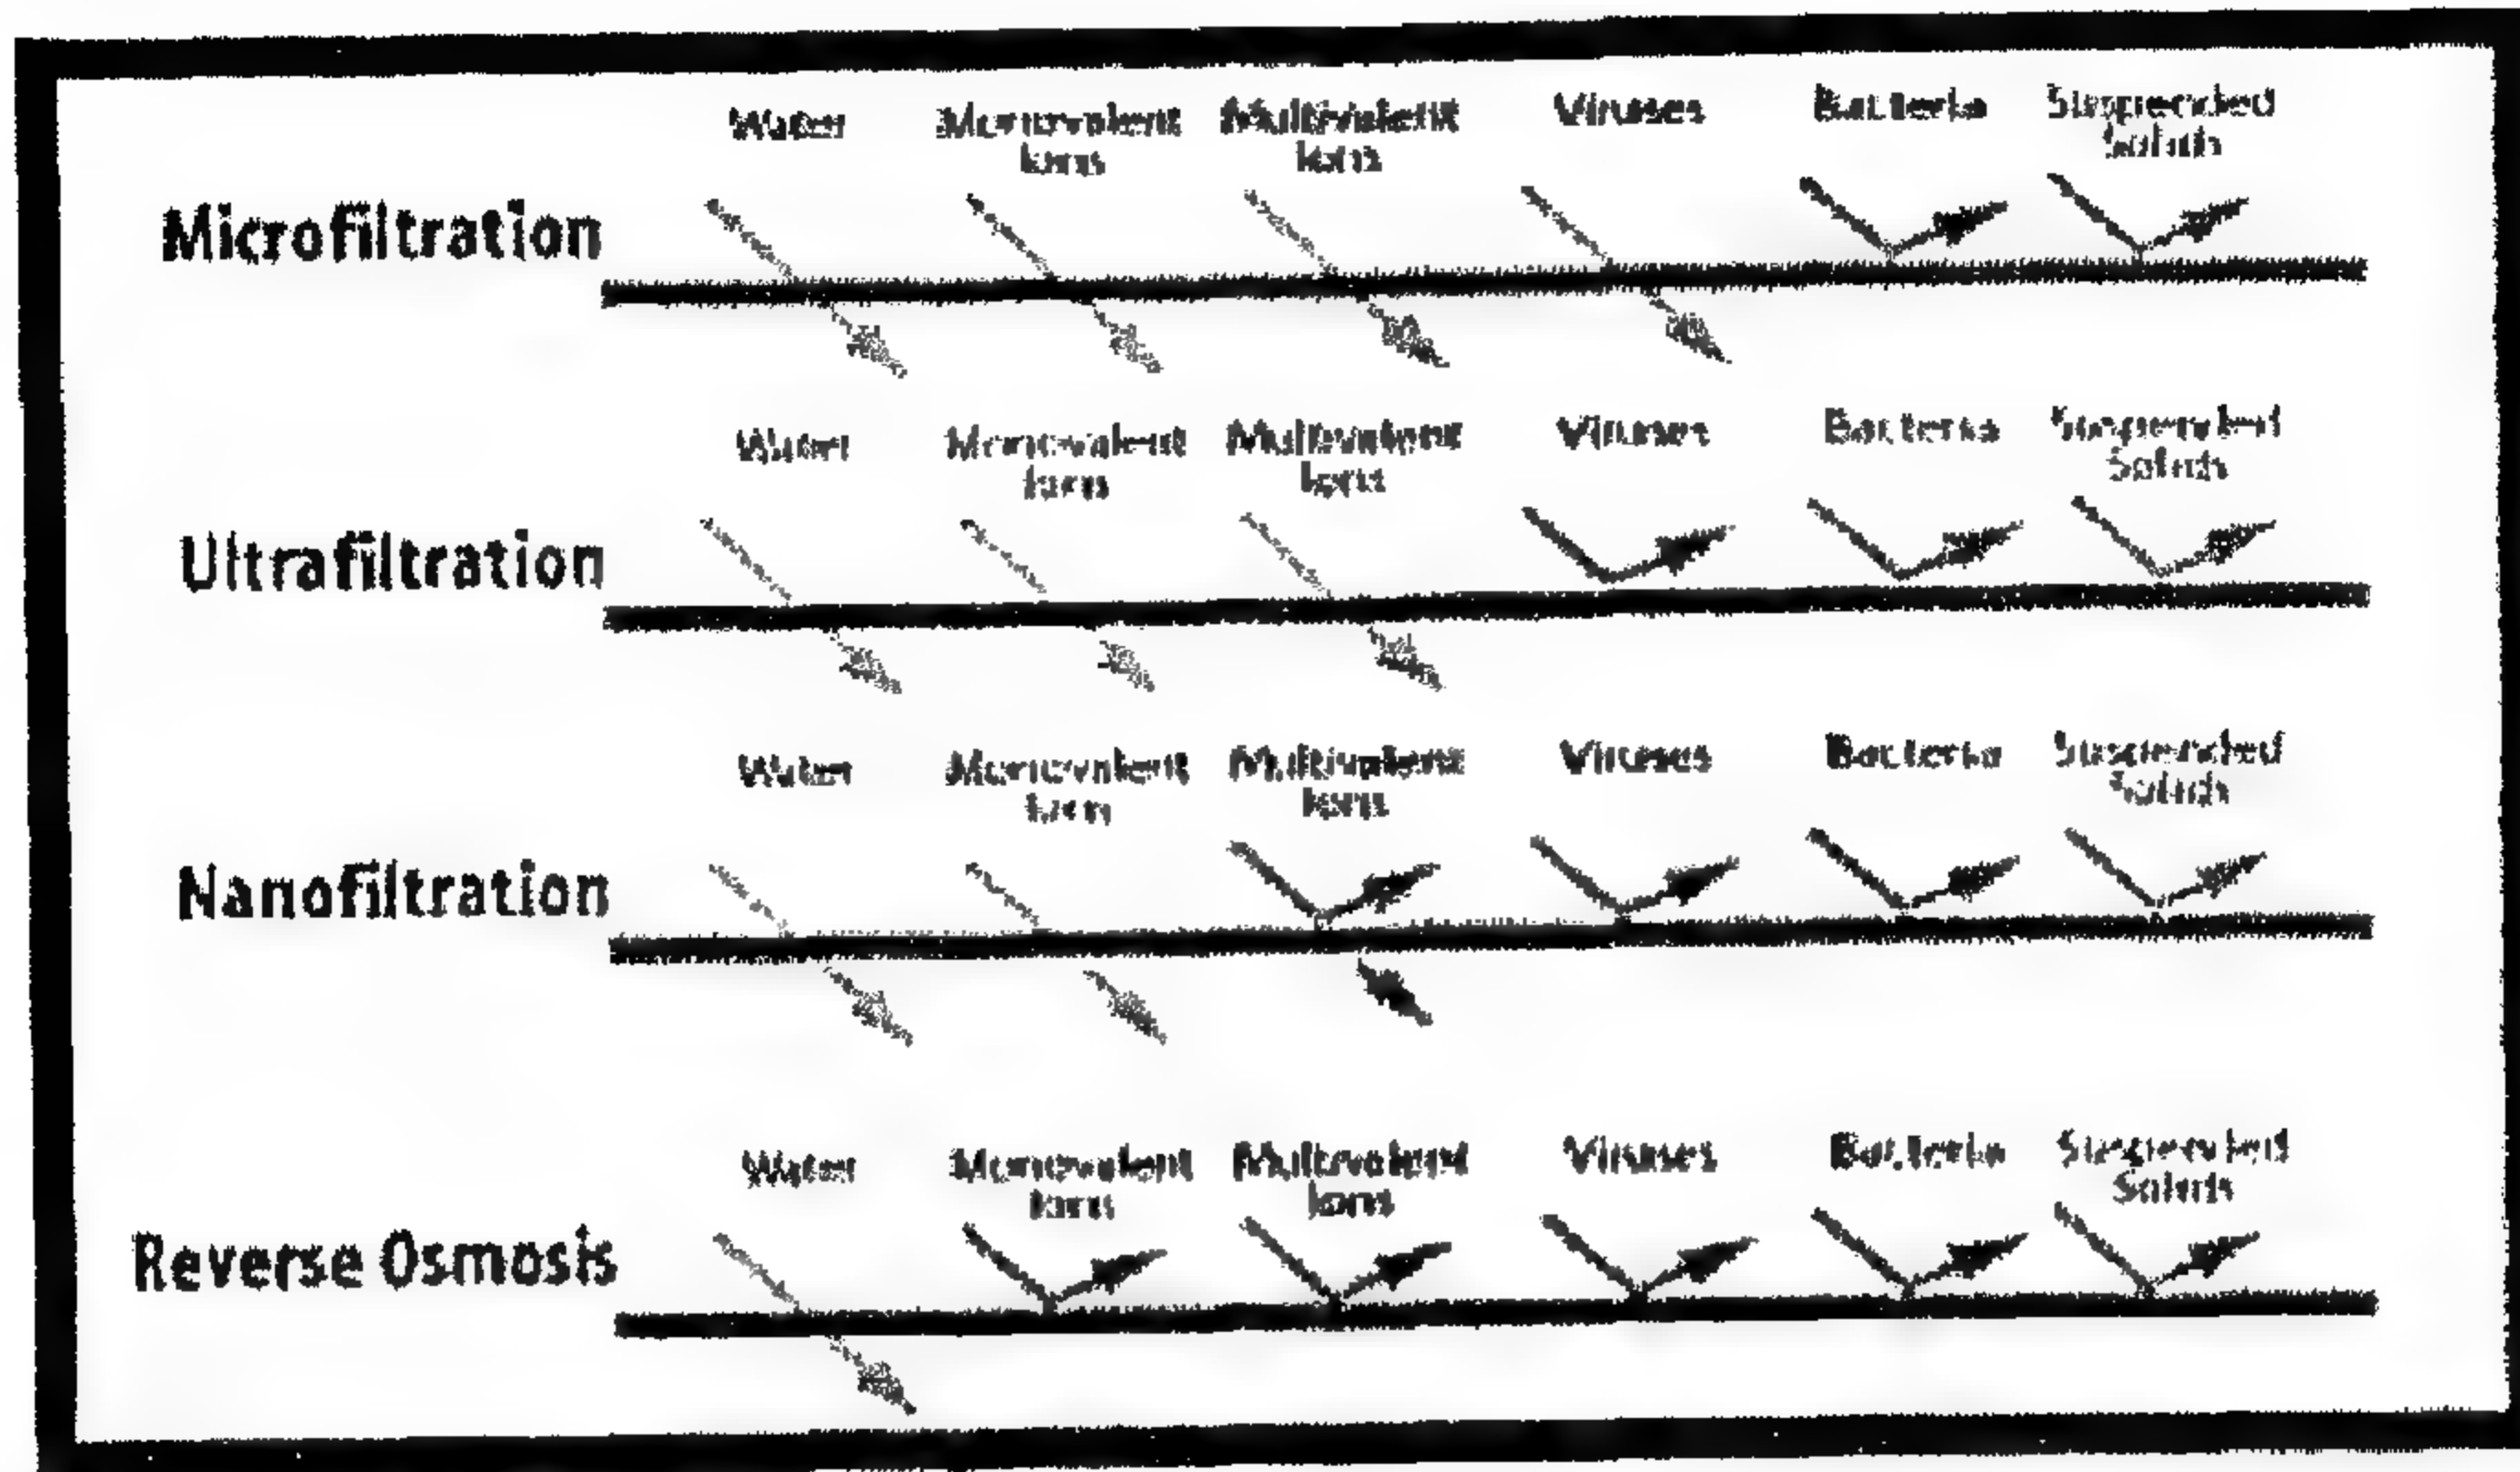 Water Monovalent Multivalent Viruses Bacteria Suspended
Ions Ions Solids
Microfiltration
Water Monovalent Multivalent Viruses Bacteria Suspended
Ions Ions Solids
Ultrafiltration
Water Monovalent Multivalent Viruses Bacteria Suspended
Ions Ions Solids
Nanofiltration
Water Monovalent Multivalent Viruses Bacteria Suspended
Ions Ions Solids
Reverse Osmosis